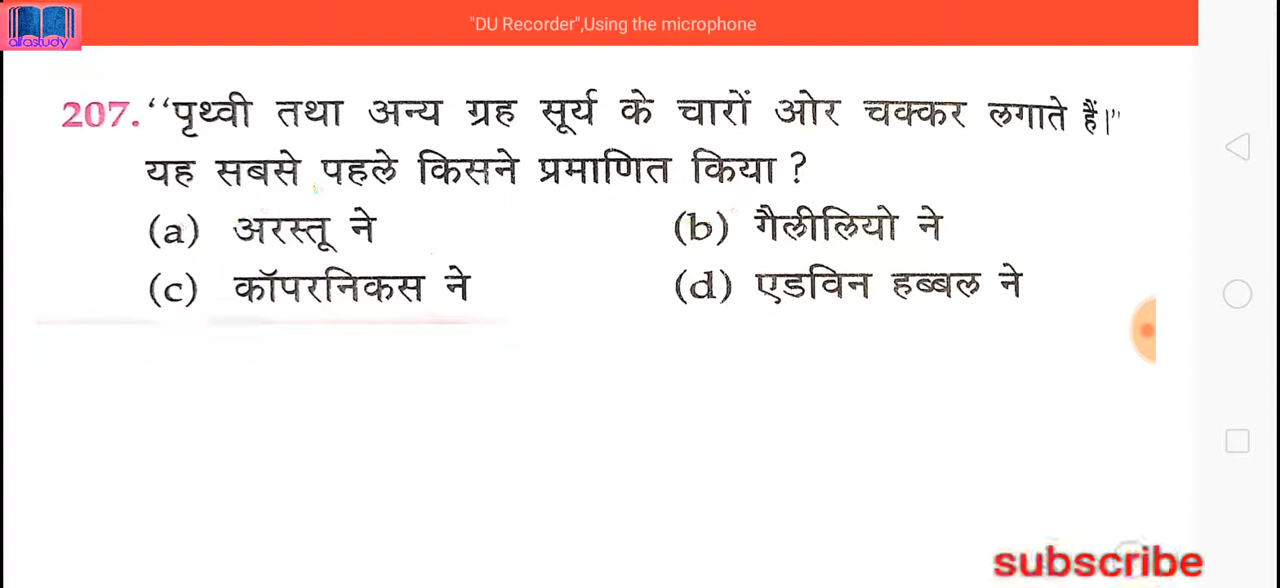 "DU Recorder",Using the microphone
alfastudy
207. ‘‘पृथ्वी तथा अन्य ग्रह सूर्य के चारों ओर चक्कर लगाते हैं।’’
यह सबसे पहले किसने प्रमाणित किया ?
(a) अरस्तू ने (b) गैलीलियो ने
(c) कॉपरनिकस ने (d) एडविन हब्बल ने
subscribe